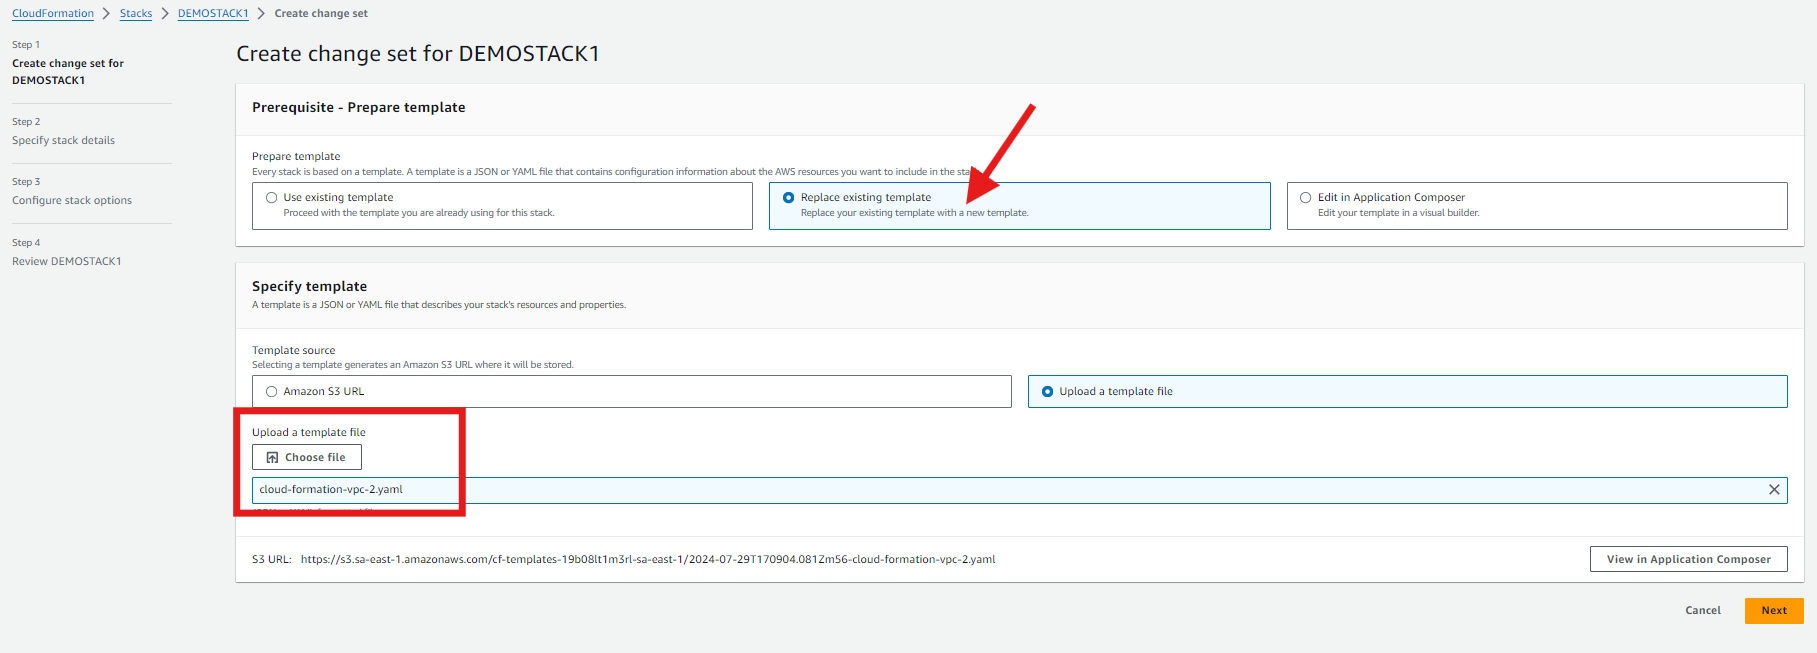 CloudFormation > Stacks > DEMOSTACK1 > Create change set
Step 1
Create change set for
DEMOSTACK1
Step 2
Specify stack details
Step 3
Configure stack options
Step 4
Review DEMOSTACK1
Create change set for DEMOSTACK1
Prerequisite - Prepare template
Prepare template
Every stack is based on a template. A template is a JSON or YAML file that contains configuration information about the AWS resources you want to include in the
Use existing template
Proceed with the template you are already using for this stack.
Replace existing template
Replace your existing template with a new template.
Edit in Application Composer
Edit your template in a visual builder.
Specify template
A template is a JSON or YAML file that describes your stack's resources and properties.
Template source
Selecting a template generates an Amazon S3 URL where it will be stored.
Amazon S3 URL
Upload a template file
Upload a template file
Choose file
cloud-formation-vpc-2.yaml
S3 URL: https://s3.sa-east-1.amazonaws.com/cf-templates-19b08lt1m3rl-sa-east-1/2024-07-29T170904.081Zm56-cloud-formation-vpc-2.yaml
View in Application Composer
Cancel
Next